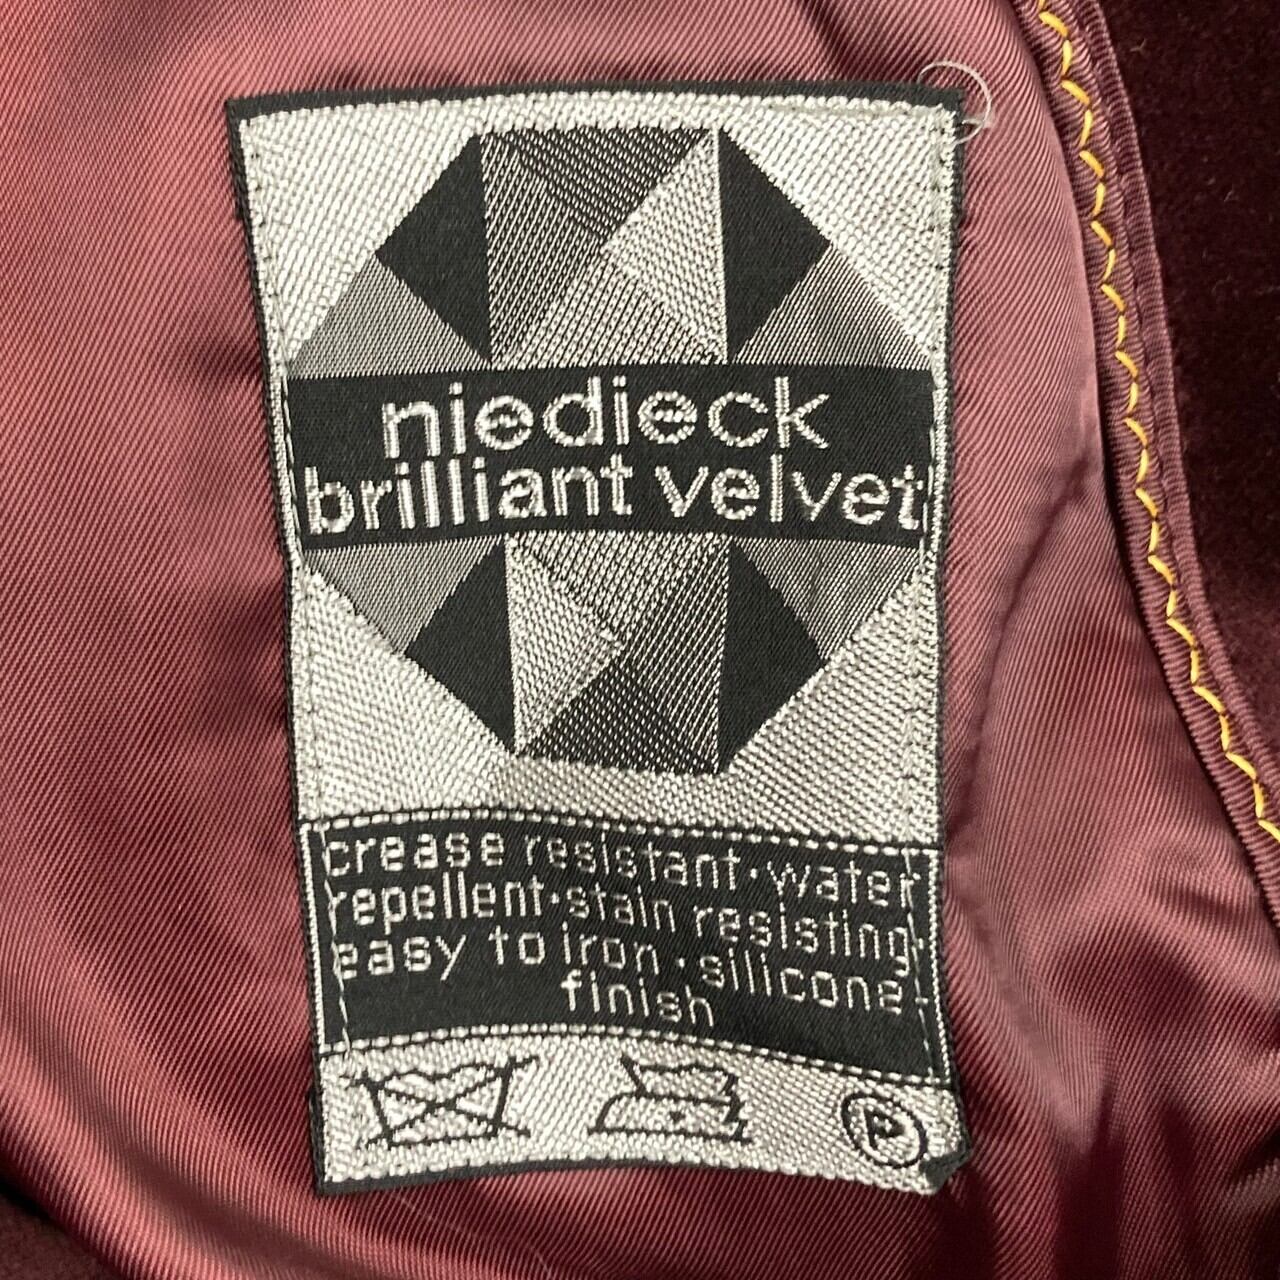 niedieck
brilliant velvet
crease resistant·water
repellent·stain resisting·
easy to iron·silicone
finish
P